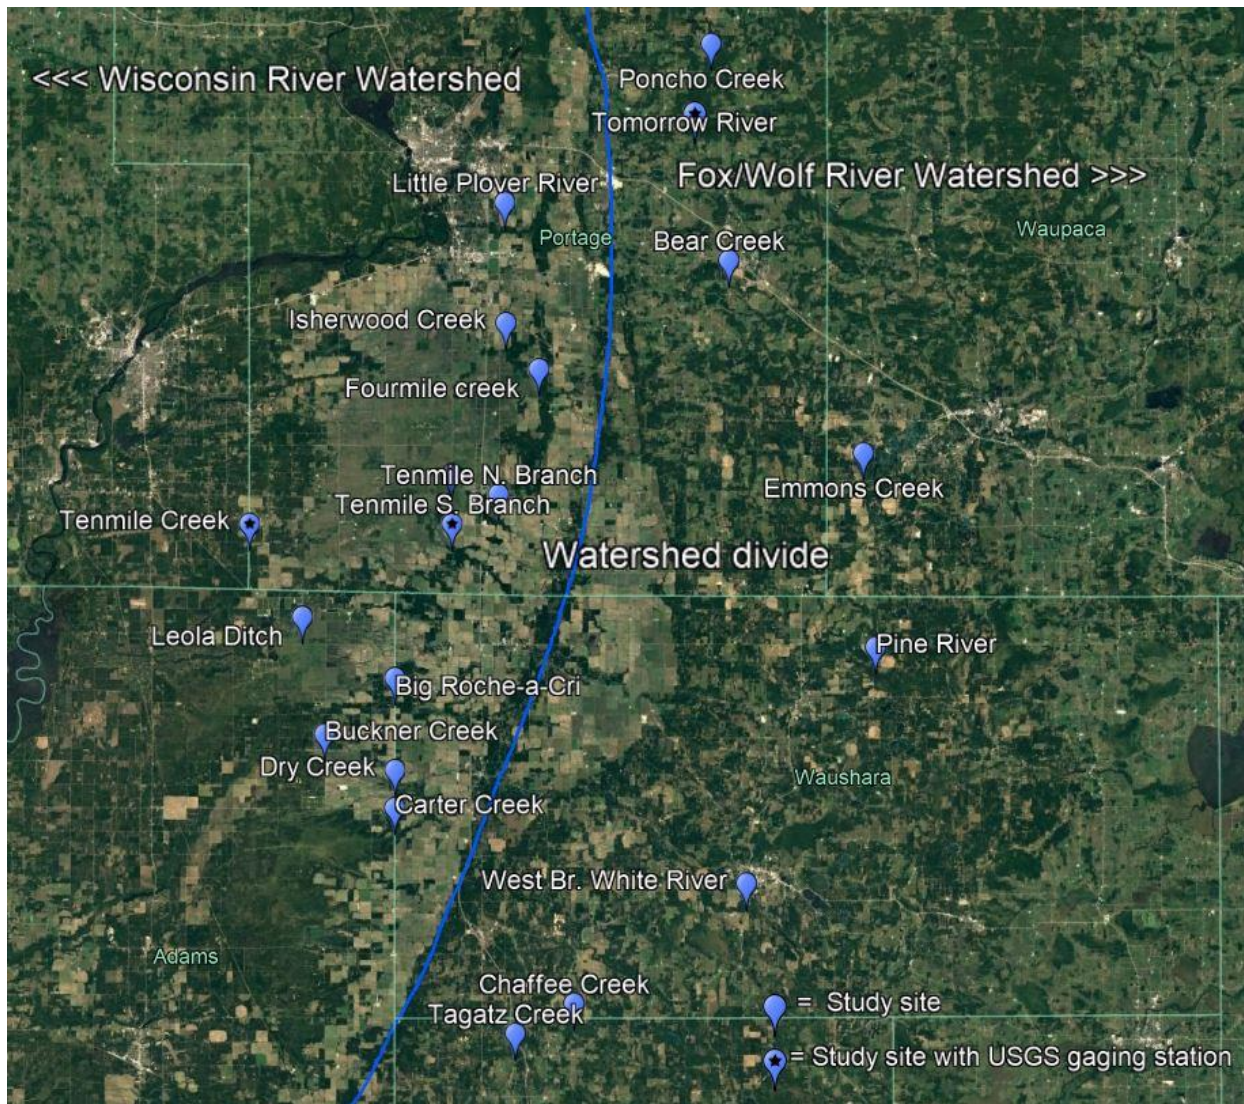 <<< Wisconsin River Watershed
Poncho Creek
Tomorrow River
Fox/Wolf River Watershed >>>
Little Plover River
Portage
Bear Creek
Waupaca
Isherwood Creek
Fourmile creek
Tenmile N. Branch
Tenmile S. Branch
Emmons Creek
Tenmile Creek
Watershed divide
Leola Ditch
Pine River
Big Roche-a-Cri
Buckner Creek
Dry Creek
Waushara
Carter Creek
West Br. White River
Adams
Chaffee Creek
Tagatz Creek
= Study site
= Study site with USGS gaging station